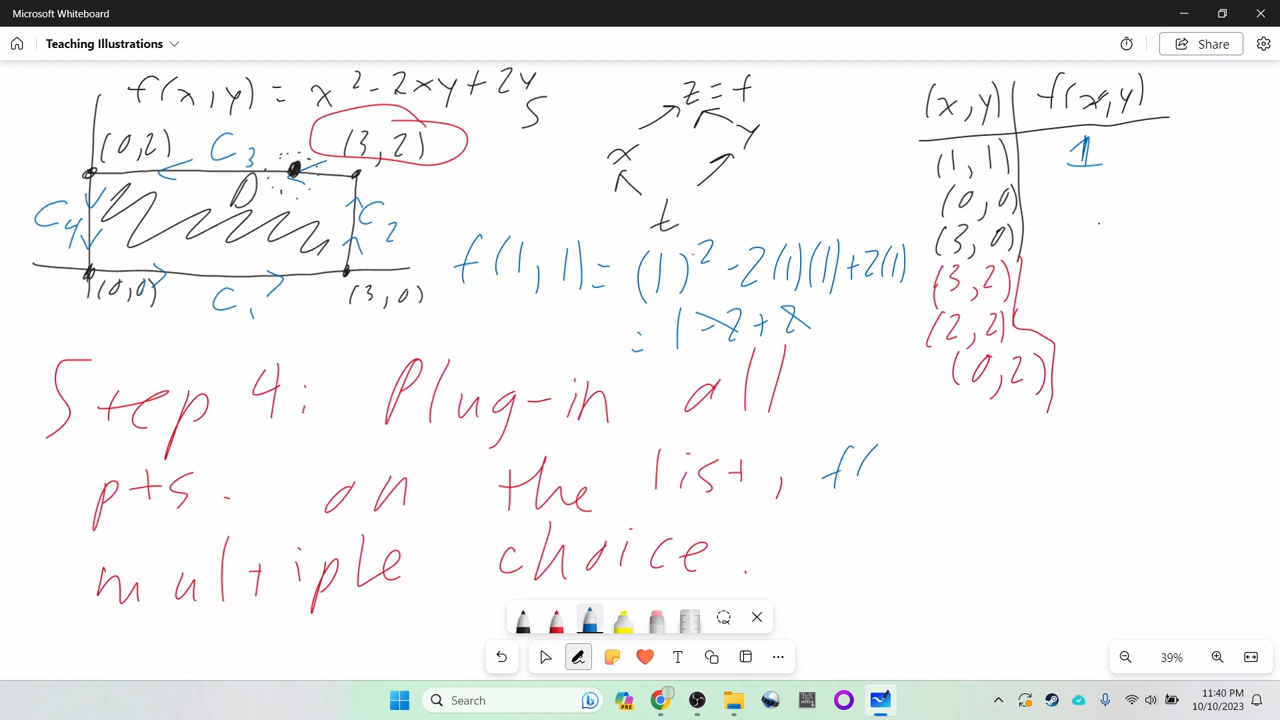 Microsoft Whiteboard
Teaching Illustrations
Share
f(x,y) = x² - 2xy + 2y
S
(0,2)
C₃
(3,2)
D
C₄
C₂
(0,0)
C₁
(3,0)
z = f
x
y
t
f(1,1) = (1)² - 2(1)(1) + 2(1)
= 1 - 2 + 2
(x,y) f(x,y)
(1,1) 1
(0,0)
(3,0)
(3,2)
(2,2)
(0,2)
Step 4: Plug-in all
pts. on the list, f(
multiple choice.
39%
Search
PRE
11:40 PM
10/10/2023